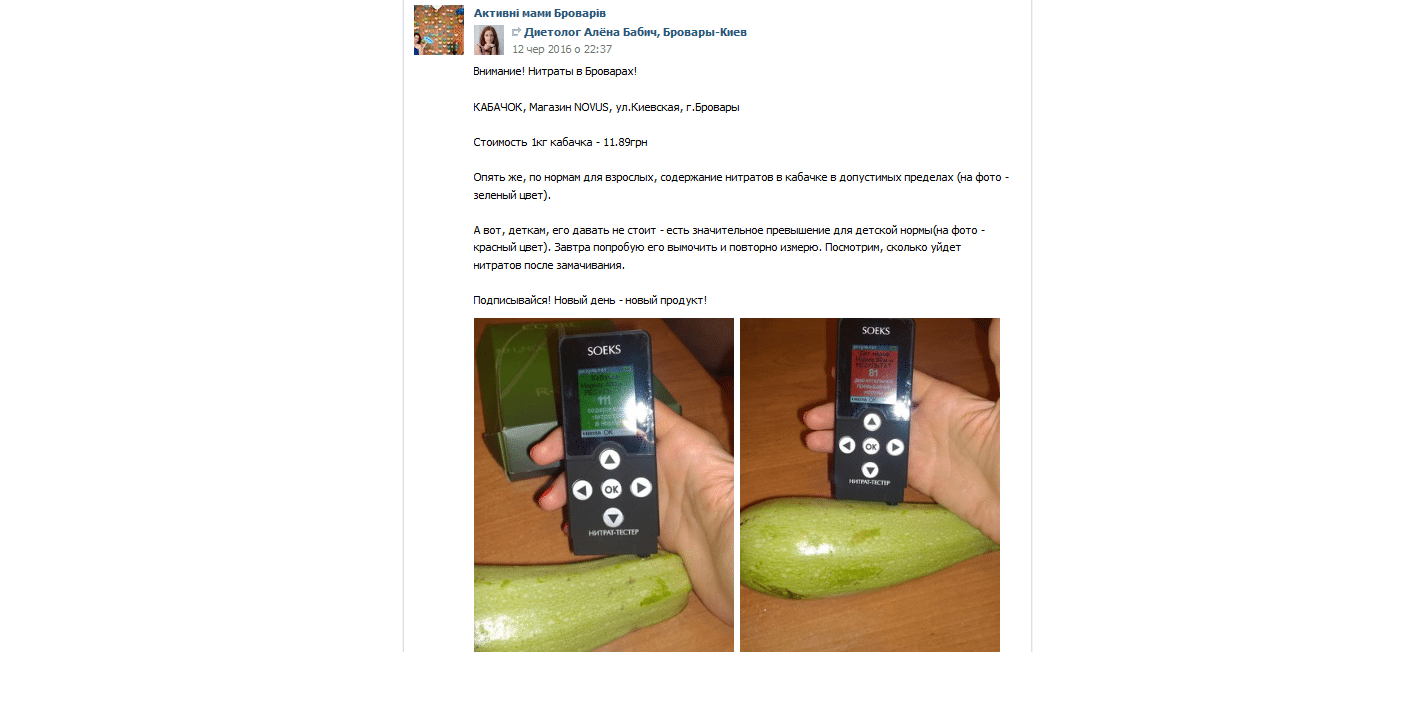 Активні мами Броварів
Диетолог Алёна Бабич, Бровары-Киев
12 чер 2016 о 22:37
Внимание! Нитраты в Броварах!
КАБАЧОК, Магазин NOVUS, ул.Киевская, г.Бровары
Стоимость 1кг кабачка - 11.89грн
Опять же, по нормам для взрослых, содержание нитратов в кабачке в допустимых пределах (на фото -
зеленый цвет).
А вот, деткам, его давать не стоит - есть значительное превышение для детской нормы(на фото -
красный цвет). Завтра попробую его вымочить и повторно измерю. Посмотрим, сколько уйдет
нитратов после замачивания.
Подписывайся! Новый день - новый продукт!
SOEKS
111
OK
НИТРАТ-ТЕСТЕР
SOEKS
81
OK
НИТРАТ-ТЕСТЕР